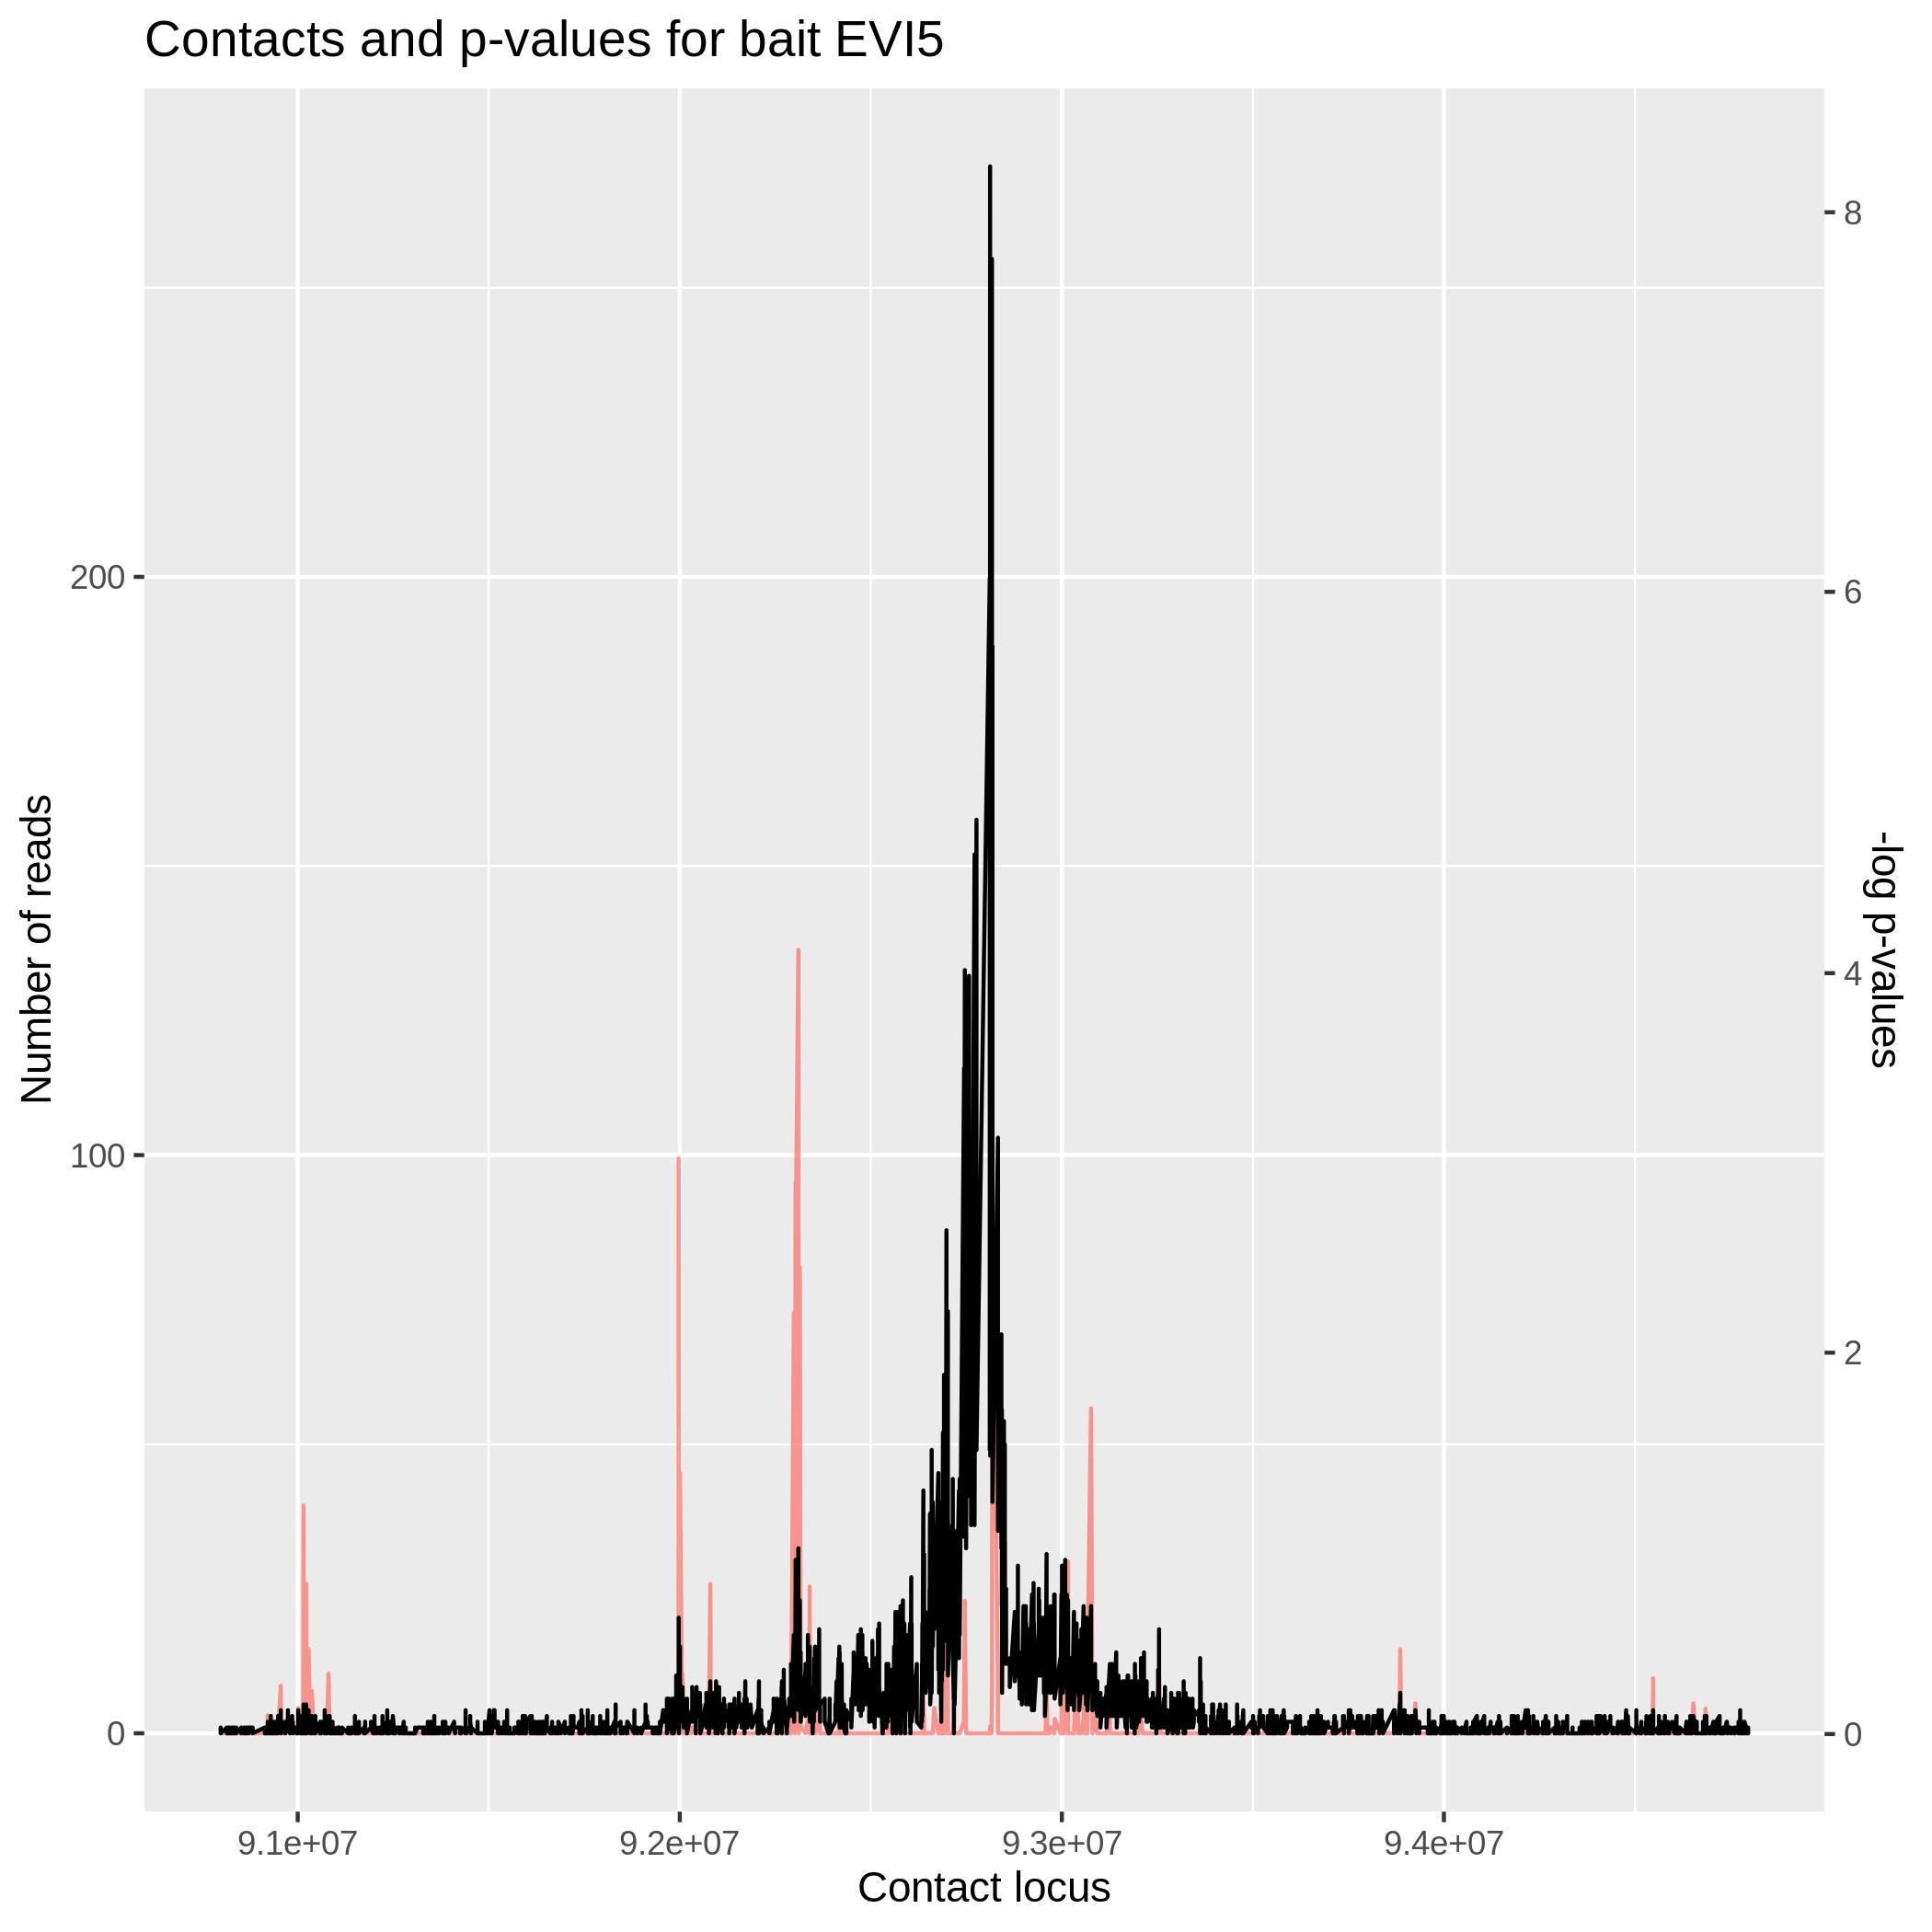 Contacts and p-values for bait EVI5
Number of reads
200
100
0
8
6
4
2
0
-log p-values
9.1e+07
9.2e+07
9.3e+07
9.4e+07
Contact locus